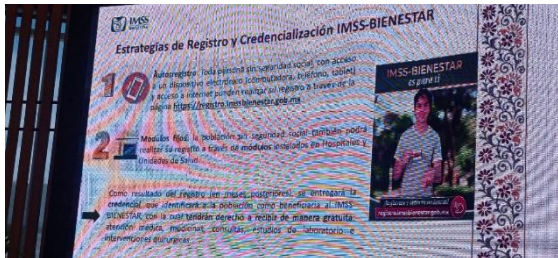 IMSS
Estrategias de Registro y Credencialización IMSS-BIENESTAR
1
Autoregistro. Toda persona sin seguridad social, con acceso
a un dispositivo electrónico (computadora, teléfono, tablet)
y acceso a internet pueden realizar su registro a través de la
página https://registro.imssbienestar.gob.mx
2
Módulos fijos, la población sin seguridad social también podrá
realizar su registro a través de módulos instalados en Hospitales y
Unidades de Salud.
Como resultado del registro (en meses posteriores), se entregará la
credencial que identificará a la población como beneficiaria al IMSS-
BIENESTAR, con la cual tendrán derecho a recibir de manera gratuita:
atención médica, medicinas, consultas, estudios de laboratorio e
intervenciones quirúrgicas.
IMSS-BIENESTAR
es para ti